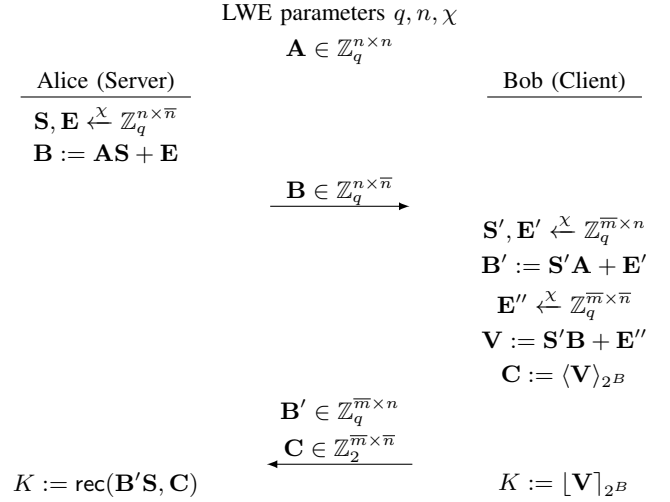 LWE parameters q, n, χ
A ∈ ℤ_q^{n×n}
Alice (Server)
Bob (Client)
S, E ←^χ ℤ_q^{n×n̅}
B := AS + E
B ∈ ℤ_q^{n×n̅}
S′, E′ ←^χ ℤ_q^{m̅×n}
B′ := S′A + E′
E″ ←^χ ℤ_q^{m̅×n̅}
V := S′B + E″
C := ⟨V⟩_{2^B}
B′ ∈ ℤ_q^{m̅×n}
C ∈ ℤ_2^{m̅×n̅}
K := rec(B′S, C)
K := ⌊V⌉_{2^B}